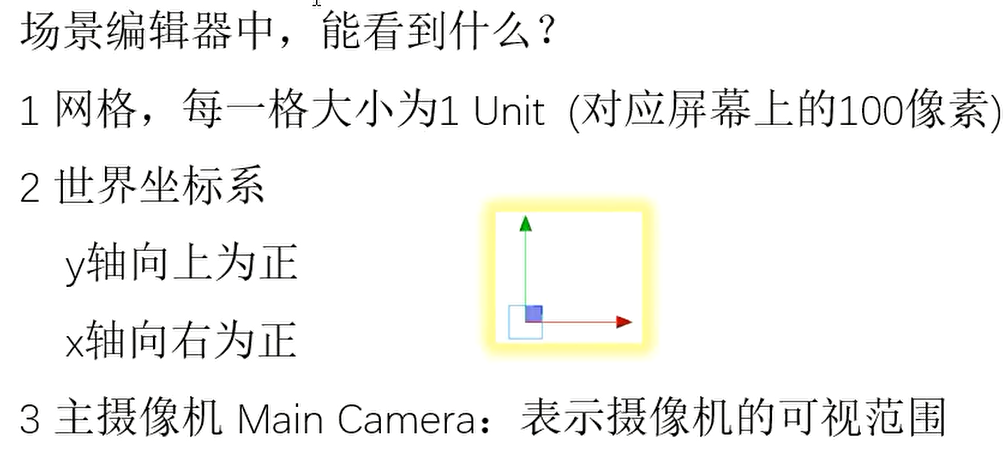 场景编辑器中，能看到什么？
1 网格，每一格大小为1 Unit (对应屏幕上的100像素)
2 世界坐标系
y轴向上为正
x轴向右为正
3 主摄像机 Main Camera：表示摄像机的可视范围